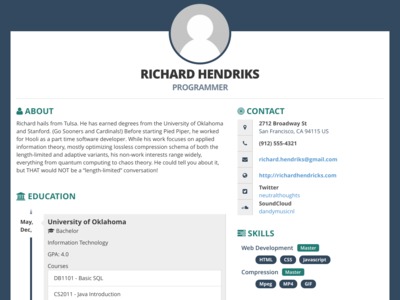 RICHARD HENDRIKS
PROGRAMMER
ABOUT
Richard hails from Tulsa. He has earned degrees from the University of Oklahoma
and Stanford. (Go Sooners and Cardinals!) Before starting Pied Piper, he worked
for Hooli as a part time software developer. While his work focuses on applied
information theory, mostly optimizing lossless compression schema of both the
length-limited and adaptive variants, his non-work interests range widely,
everything from quantum computing to chaos theory. He could tell you about it,
but THAT would NOT be a "length-limited" conversation!
EDUCATION
May,
Dec,
University of Oklahoma
Bachelor
Information Technology
GPA: 4.0
Courses
DB1101 - Basic SQL
CS2011 - Java Introduction
CONTACT
2712 Broadway St
San Francisco, CA 94115 US
(912) 555-4321
richard.hendriks@gmail.com
http://richardhendricks.com
Twitter
neutralthoughts
SoundCloud
dandymusicnl
SKILLS
Web Development Master
HTML CSS Javascript
Compression Master
Mpeg MP4 GIF